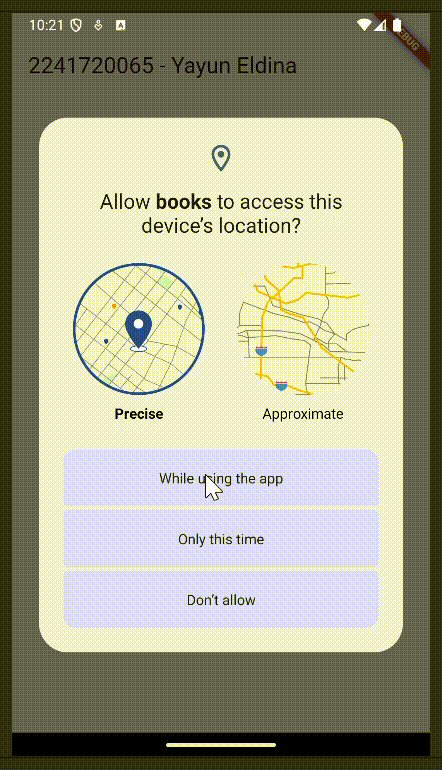 10:21
2241720065 - Yayun Eldina
Allow books to access this
device's location?
Precise
Approximate
While using the app
Only this time
Don't allow